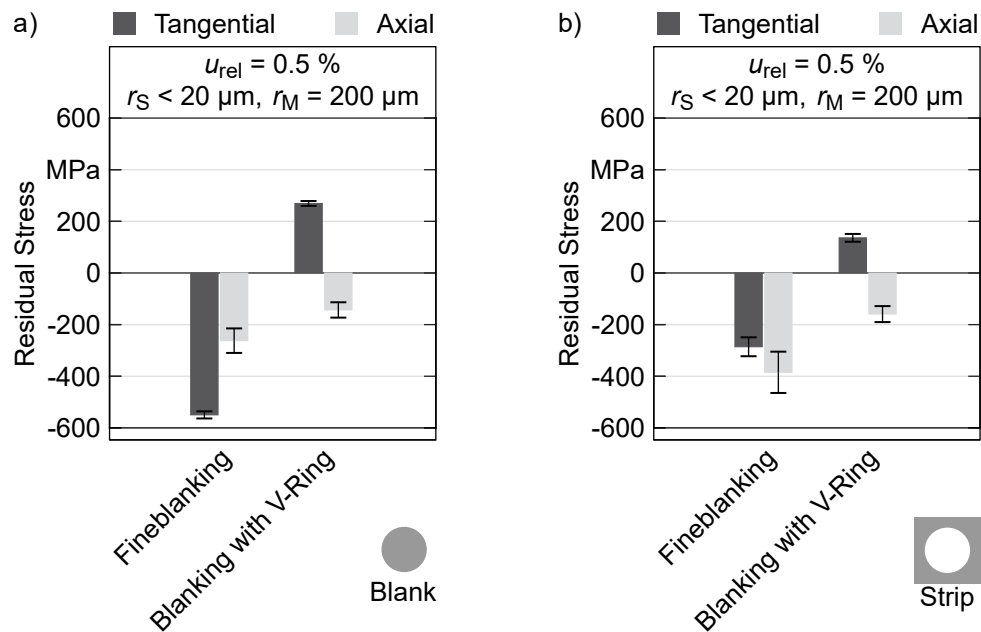 a)
Tangential Axial
u_rel = 0.5 %
r_S < 20 µm, r_M = 200 µm
600
MPa
200
0
-200
-400
-600
Residual Stress
Fineblanking
Blanking with V-Ring
Blank
b)
Tangential Axial
u_rel = 0.5 %
r_S < 20 µm, r_M = 200 µm
600
MPa
200
0
-200
-400
-600
Residual Stress
Fineblanking
Blanking with V-Ring
Strip